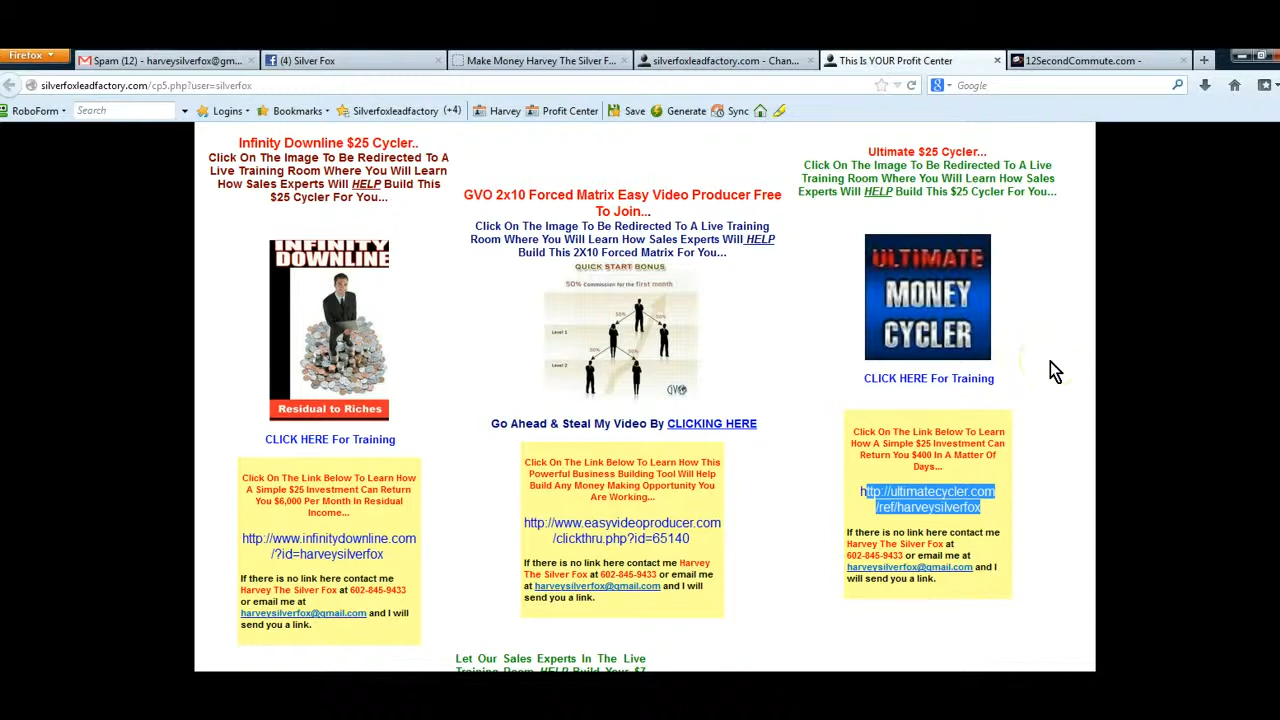 Firefox
Spam (12) - harveysilverfox@gm...
(4) Silver Fox
Make Money Harvey The Silver F...
silverfoxleadfactory.com - Chan...
This Is YOUR Profit Center
12SecondCommute.com -
silverfoxleadfactory.com/cp5.php?user=silverfox
Google
RoboForm
Search
Logins
Bookmarks
Silverfoxleadfactory (+4)
Harvey
Profit Center
Save
Generate
Sync
Infinity Downline $25 Cycler..
Click On The Image To Be Redirected To A
Live Training Room Where You Will Learn
How Sales Experts Will HELP Build This
$25 Cycler For You...
INFINITY
DOWNLINE
Residual to Riches
CLICK HERE For Training
Click On The Link Below To Learn How
A Simple $25 Investment Can Return
You $6,000 Per Month In Residual
Income...
http://www.infinitydownline.com
/?id=harveysilverfox
If there is no link here contact me
Harvey The Silver Fox at 602-845-9433
or email me at
harveysilverfox@gmail.com and I will
send you a link.
GVO 2x10 Forced Matrix Easy Video Producer Free
To Join...
Click On The Image To Be Redirected To A Live Training
Room Where You Will Learn How Sales Experts Will HELP
Build This 2X10 Forced Matrix For You...
QUICK START BONUS
50% Commission for the first month
50%
50%
Level 1
50%
50%
Level 2
GVO
Go Ahead & Steal My Video By CLICKING HERE
Click On The Link Below To Learn How This
Powerful Business Building Tool Will Help
Build Any Money Making Opportunity You
Are Working...
http://www.easyvideoproducer.com
/clickthru.php?id=65140
If there is no link here contact me Harvey
The Silver Fox at 602-845-9433 or email me
at harveysilverfox@gmail.com and I will
send you a link.
Let Our Sales Experts In The Live
Training Room HELP Build Your $7
Ultimate $25 Cycler...
Click On The Image To Be Redirected To A Live
Training Room Where You Will Learn How Sales
Experts Will HELP Build This $25 Cycler For You...
ULTIMATE
MONEY
CYCLER
CLICK HERE For Training
Click On The Link Below To Learn
How A Simple $25 Investment Can
Return You $400 In A Matter Of
Days...
http://ultimatecycler.com
/ref/harveysilverfox
If there is no link here contact me
Harvey The Silver Fox at
602-845-9433 or email me at
harveysilverfox@gmail.com and I
will send you a link.